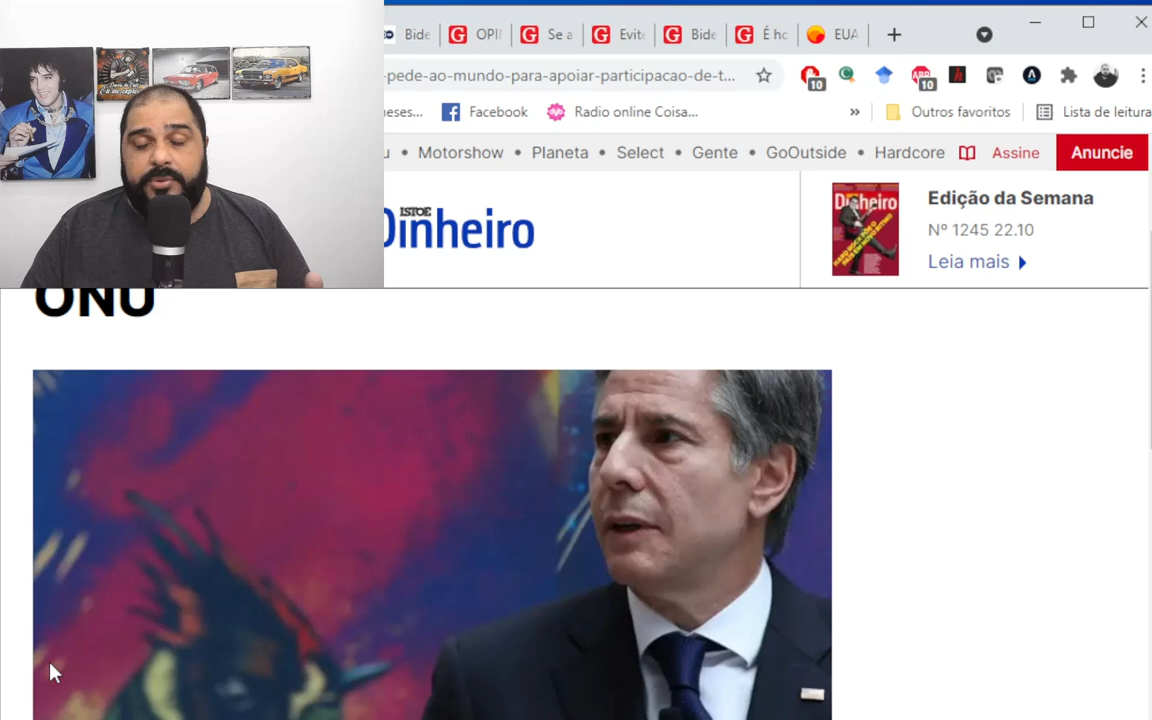 Bide
OPI
Se a
Evite
Bide
É ho
EUA
-pede-ao-mundo-para-apoiar-participacao-de-t...
10
10
eses...
Facebook
Radio online Coisa...
»
Outros favoritos
Lista de leitura
• Motorshow • Planeta • Select • Gente • GoOutside • Hardcore
Assine
Anuncie
ISTOÉ
Dinheiro
Dinheiro
Edição da Semana
Nº 1245 22.10
Leia mais
ONU